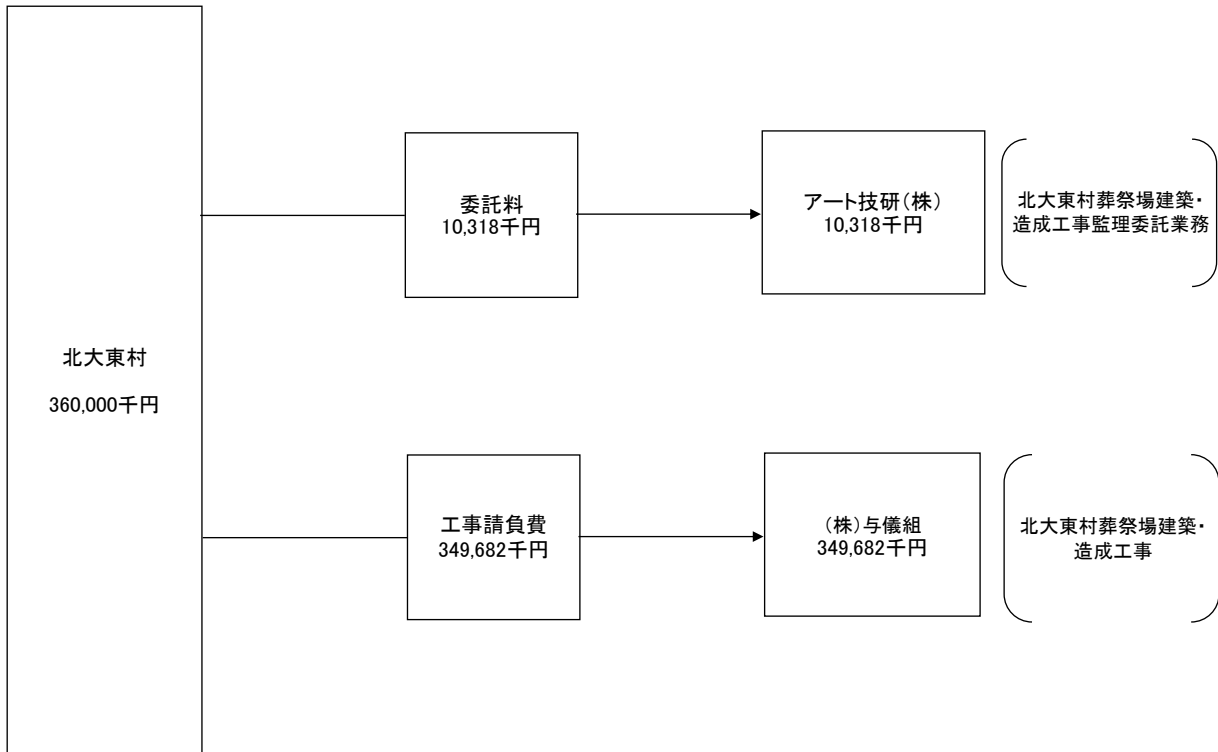 北大東村
360,000千円
委託料
10,318千円
アート技研(株)
10,318千円
北大東村葬祭場建築・
造成工事監理委託業務
工事請負費
349,682千円
(株)与儀組
349,682千円
北大東村葬祭場建築・
造成工事